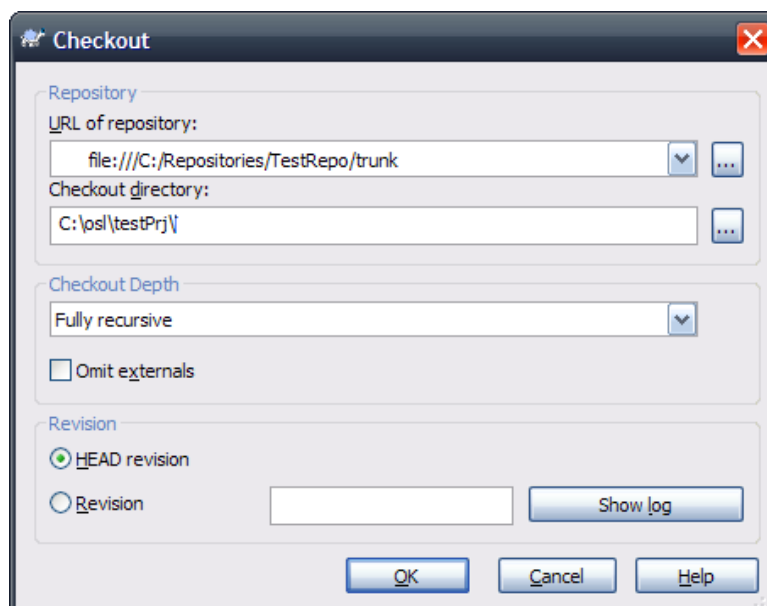 Checkout
Repository
URL of repository:
file:///C:/Repositories/TestRepo/trunk
...
Checkout directory:
C:\osl\testPrj\
...
Checkout Depth
Fully recursive
Omit externals
Revision
HEAD revision
Revision
Show log
OK Cancel Help